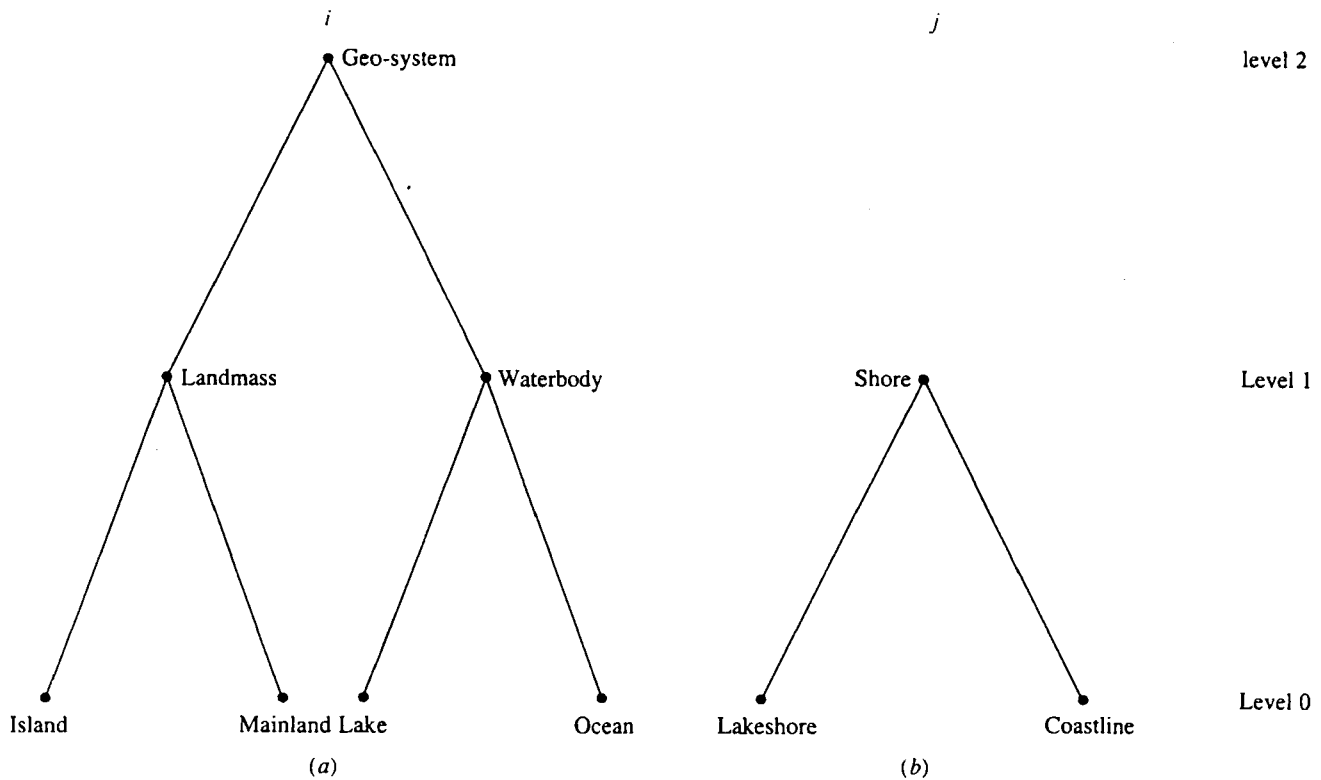 i j
Geo-system level 2
Landmass Waterbody Shore Level 1
Island Mainland Lake Ocean Lakeshore Coastline Level 0
(a) (b)